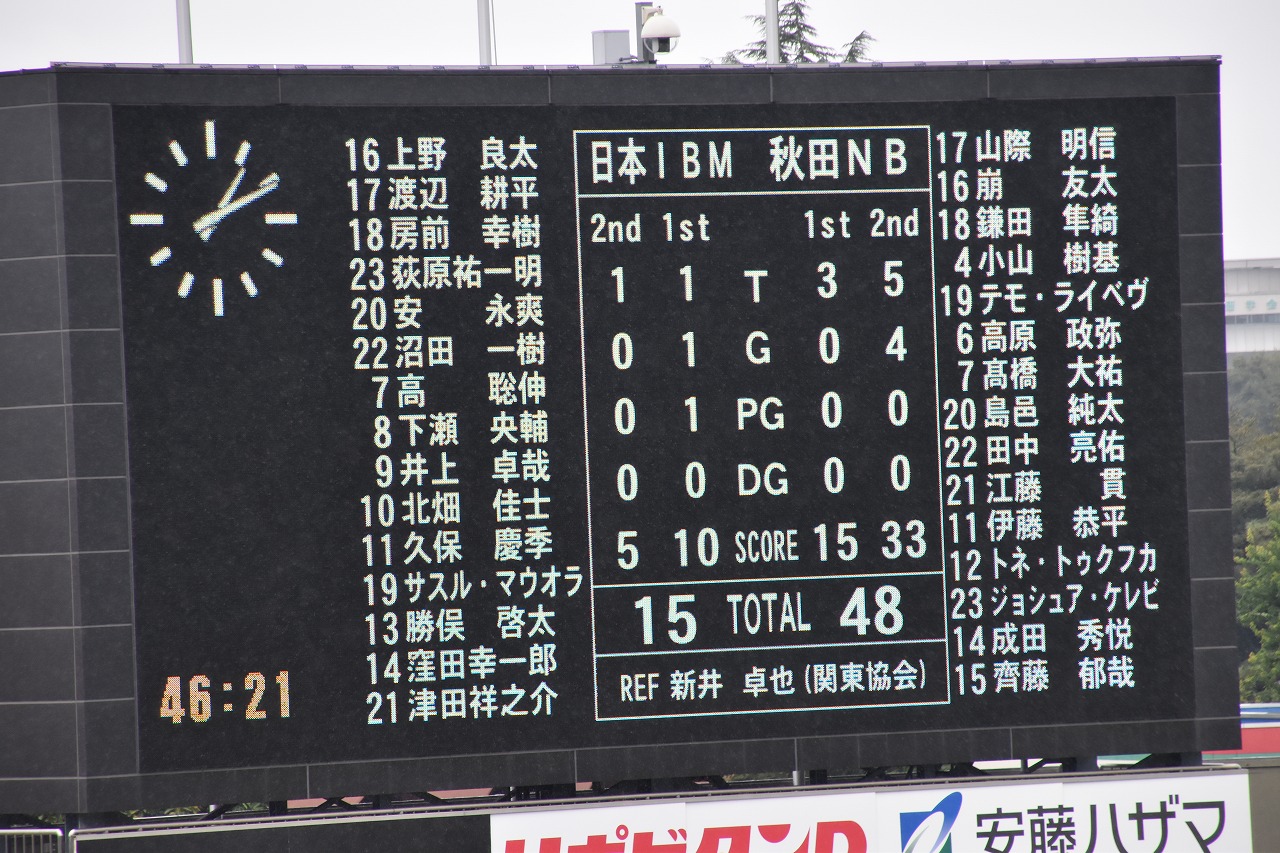 16 上野 良太
17 渡辺 耕平
18 房前 幸樹
23 荻原祐一明
20 安 永爽
22 沼田 一樹
7 高 聡伸
8 下瀬 央輔
9 井上 卓哉
10 北畑 佳士
11 久保 慶季
19 サスル・マウオラ
13 勝俣 啓太
14 窪田幸一郎
21 津田祥之介
46:21
日本IBM 秋田NB
2nd 1st 1st 2nd
1 1 T 3 5
0 1 G 0 4
0 1 PG 0 0
0 0 DG 0 0
5 10 SCORE 15 33
15 TOTAL 48
REF 新井 卓也 (関東協会)
17 山際 明信
16 崩 友太
18 鎌田 隼綺
4 小山 樹基
19 テモ・ライベヴ
6 高原 政弥
7 髙橋 大祐
20 島邑 純太
22 田中 亮佑
21 江藤 貫
11 伊藤 恭平
12 トネ・トゥクフカ
23 ジョシュア・ケレビ
14 成田 秀悦
15 齊藤 郁哉
リポビタンD
安藤ハザマ